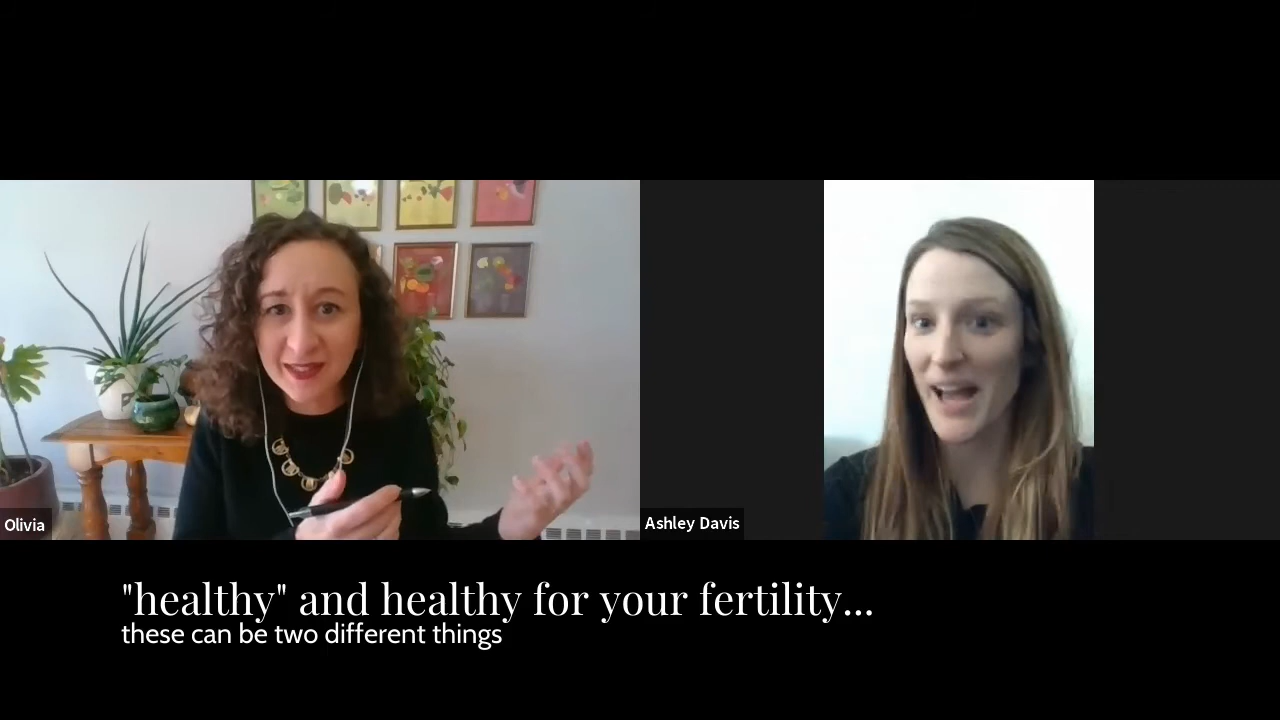 Olivia
Ashley Davis
"healthy" and healthy for your fertility...
these can be two different things